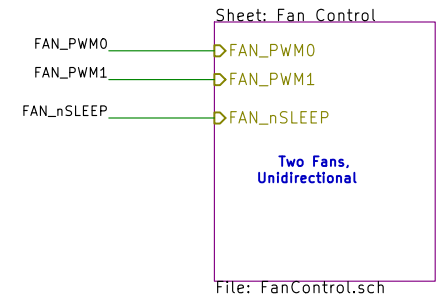 Sheet: Fan Control
FAN_PWM0 FAN_PWM0
FAN_PWM1 FAN_PWM1
FAN_nSLEEP FAN_nSLEEP
Two Fans,
Unidirectional
File: FanControl.sch